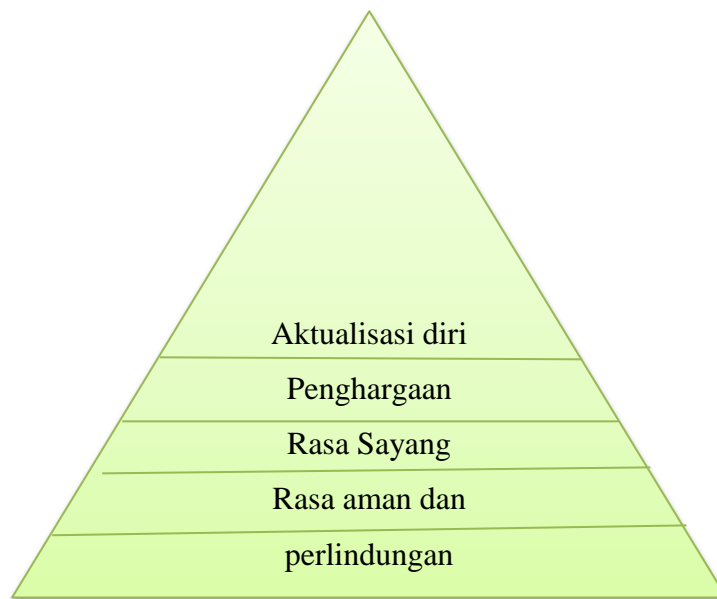 Aktualisasi diri
Penghargaan
Rasa Sayang
Rasa aman dan
perlindungan